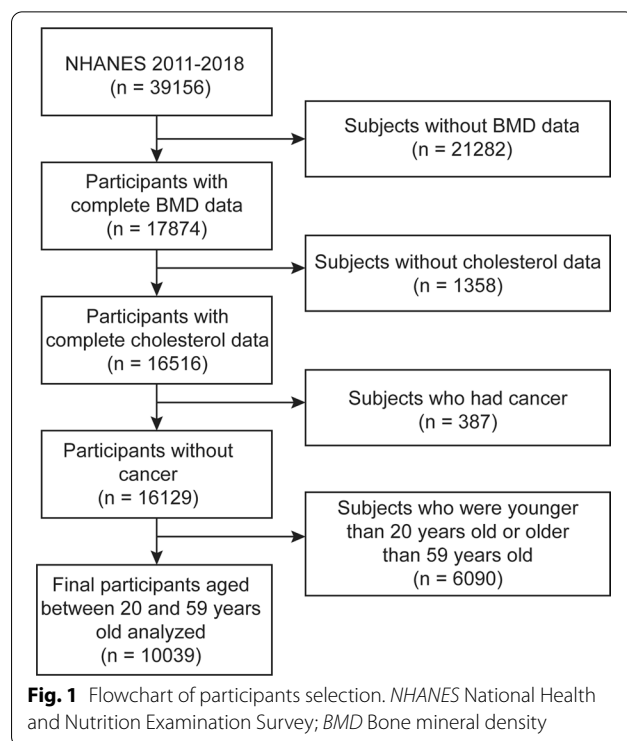 NHANES 2011-2018
(n = 39156)
Subjects without BMD data
(n = 21282)
Participants with
complete BMD data
(n = 17874)
Subjects without cholesterol data
(n = 1358)
Participants with
complete cholesterol data
(n = 16516)
Subjects who had cancer
(n = 387)
Participants without
cancer
(n = 16129)
Subjects who were younger
than 20 years old or older
than 59 years old
(n = 6090)
Final participants aged
between 20 and 59 years
old analyzed
(n = 10039)
Fig. 1 Flowchart of participants selection. NHANES National Health
and Nutrition Examination Survey; BMD Bone mineral density